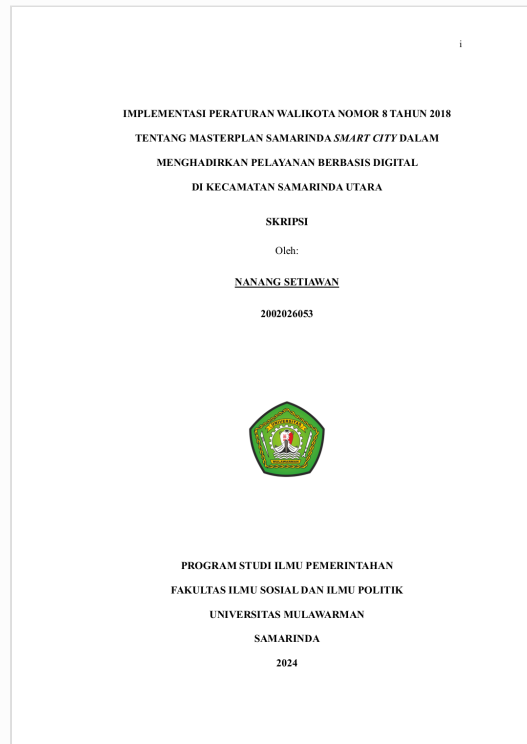 i
IMPLEMENTASI PERATURAN WALIKOTA NOMOR 8 TAHUN 2018
TENTANG MASTERPLAN SAMARINDA SMART CITY DALAM
MENGHADIRKAN PELAYANAN BERBASIS DIGITAL
DI KECAMATAN SAMARINDA UTARA
SKRIPSI
Oleh:
NANANG SETIAWAN
2002026053
UNIVERSITAS
PROGRAM STUDI ILMU PEMERINTAHAN
FAKULTAS ILMU SOSIAL DAN ILMU POLITIK
UNIVERSITAS MULAWARMAN
SAMARINDA
2024